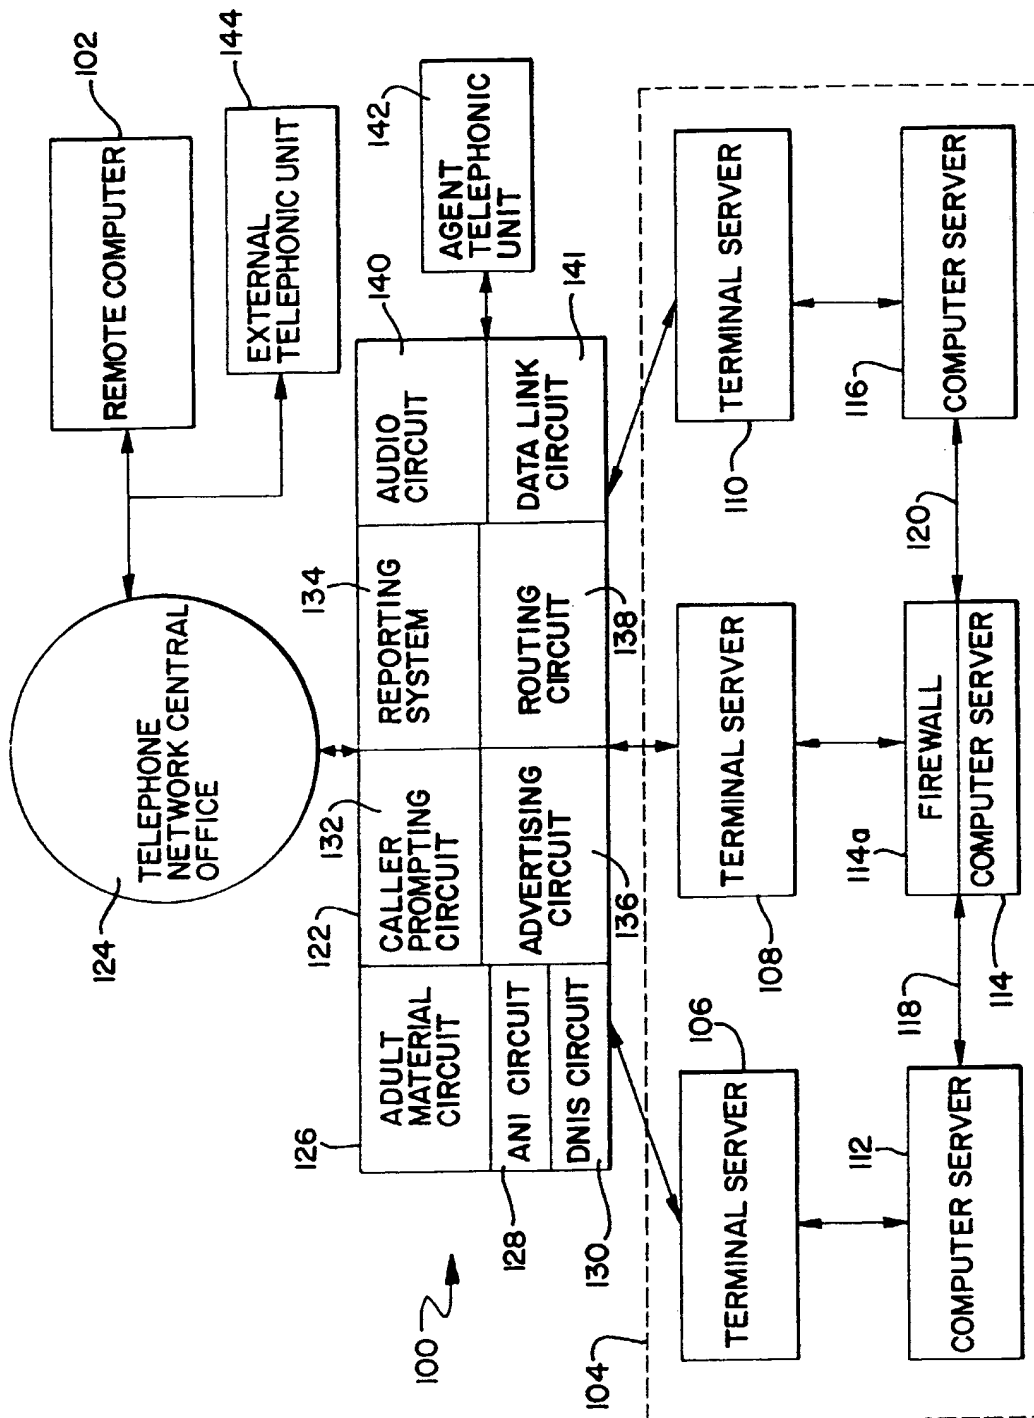 TELEPHONE
NETWORK CENTRAL
OFFICE
124
REMOTE COMPUTER
102
EXTERNAL
TELEPHONIC UNIT
144
100
122
ADULT
MATERIAL
CIRCUIT
126
ANI CIRCUIT
128
DNIS CIRCUIT
130
CALLER
PROMPTING
CIRCUIT
132
ADVERTISING
CIRCUIT
136
REPORTING
SYSTEM
134
ROUTING
CIRCUIT
138
AUDIO
CIRCUIT
140
DATA LINK
CIRCUIT
141
AGENT
TELEPHONIC
UNIT
142
104
TERMINAL SERVER
106
TERMINAL SERVER
108
TERMINAL SERVER
110
COMPUTER SERVER
112
118
FIREWALL
114a
COMPUTER SERVER
114
120
COMPUTER SERVER
116